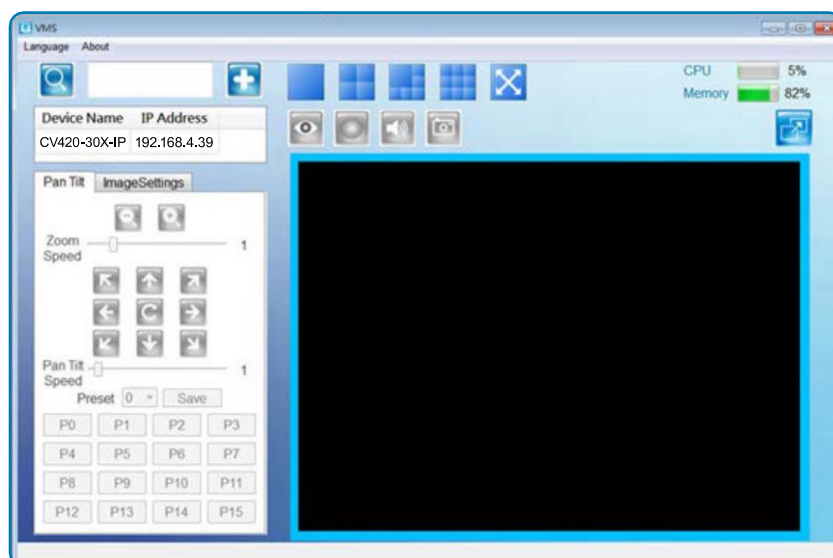 VMS
Language About
CPU 5%
Memory 82%
Device Name IP Address
CV420-30X-IP 192.168.4.39
Pan Tilt ImageSettings
Zoom Speed 1
Pan Tilt Speed 1
Preset 0 Save
P0 P1 P2 P3
P4 P5 P6 P7
P8 P9 P10 P11
P12 P13 P14 P15